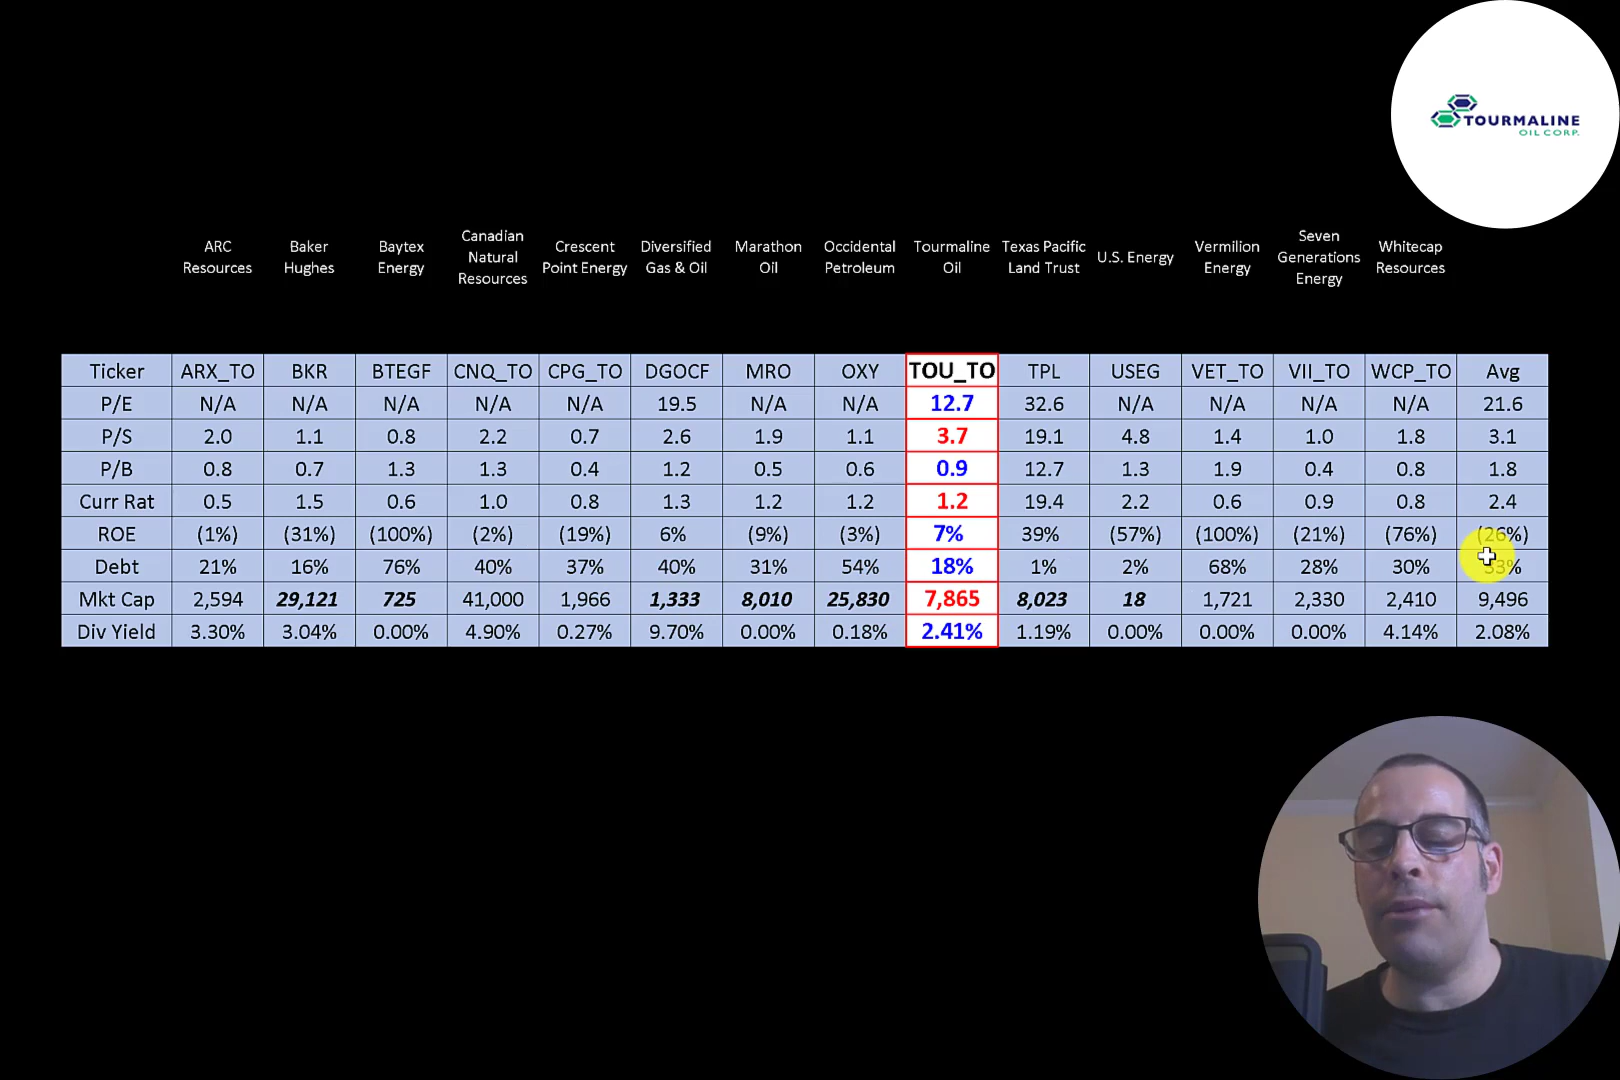 TOURMALINE
OIL CORP.
ARC Resources
Baker Hughes
Baytex Energy
Canadian Natural Resources
Crescent Point Energy
Diversified Gas & Oil
Marathon Oil
Occidental Petroleum
Tourmaline Oil
Texas Pacific Land Trust
U.S. Energy
Vermilion Energy
Seven Generations Energy
Whitecap Resources
Ticker ARX_TO BKR BTEGF CNQ_TO CPG_TO DGOCF MRO OXY TOU_TO TPL USEG VET_TO VII_TO WCP_TO Avg
P/E N/A N/A N/A N/A N/A 19.5 N/A N/A 12.7 32.6 N/A N/A N/A N/A 21.6
P/S 2.0 1.1 0.8 2.2 0.7 2.6 1.9 1.1 3.7 19.1 4.8 1.4 1.0 1.8 3.1
P/B 0.8 0.7 1.3 1.3 0.4 1.2 0.5 0.6 0.9 12.7 1.3 1.9 0.4 0.8 1.8
Curr Rat 0.5 1.5 0.6 1.0 0.8 1.3 1.2 1.2 1.2 19.4 2.2 0.6 0.9 0.8 2.4
ROE (1%) (31%) (100%) (2%) (19%) 6% (9%) (3%) 7% 39% (57%) (100%) (21%) (76%) (26%)
Debt 21% 16% 76% 40% 37% 40% 31% 54% 18% 1% 2% 68% 28% 30% 33%
Mkt Cap 2,594 29,121 725 41,000 1,966 1,333 8,010 25,830 7,865 8,023 18 1,721 2,330 2,410 9,496
Div Yield 3.30% 3.04% 0.00% 4.90% 0.27% 9.70% 0.00% 0.18% 2.41% 1.19% 0.00% 0.00% 0.00% 4.14% 2.08%